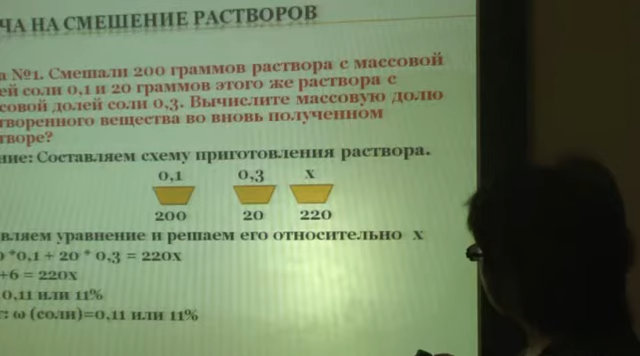 ЧА НА СМЕШЕНИЕ РАСТВОРОВ
а №1. Смешали 200 граммов раствора с массовой
ей соли 0,1 и 20 граммов этого же раствора с
совой долей соли 0,3. Вычислите массовую долю
творенного вещества во вновь полученном
творе?
ние: Составляем схему приготовления раствора.
0,1 0,3 х
200 20 220
вляем уравнение и решаем его относительно х
0 *0,1 + 20 * 0,3 = 220х
+6 = 220х
0,11 или 11%
т: ω (соли)=0,11 или 11%